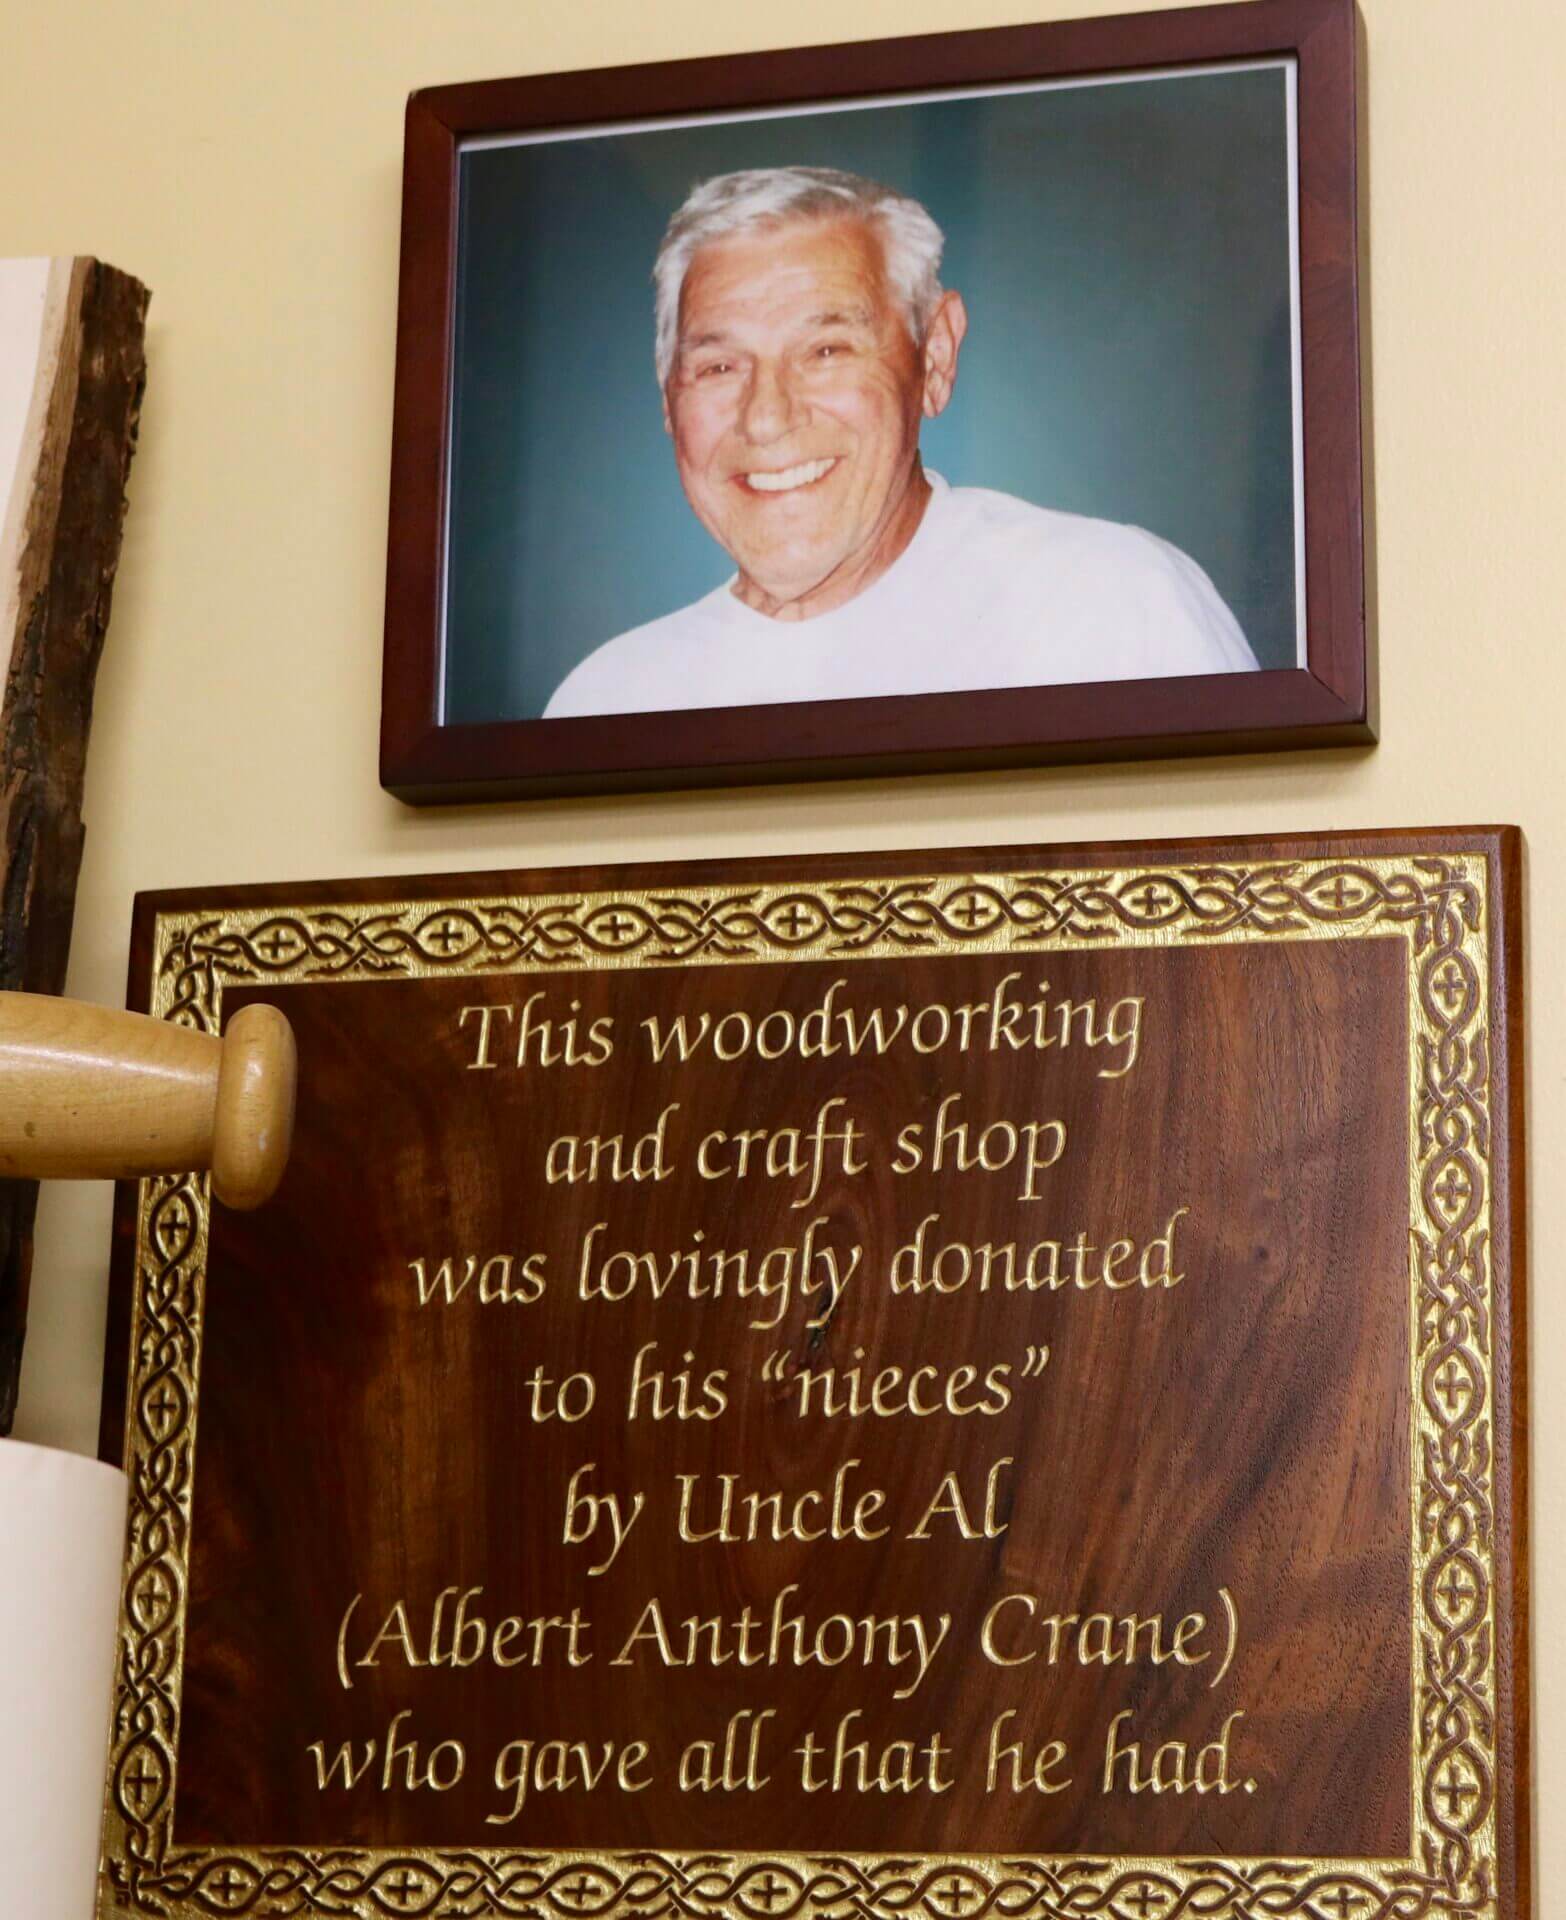 This woodworking
and craft shop
was lovingly donated
to his “nieces”
by Uncle Al
(Albert Anthony Crane)
who gave all that he had.